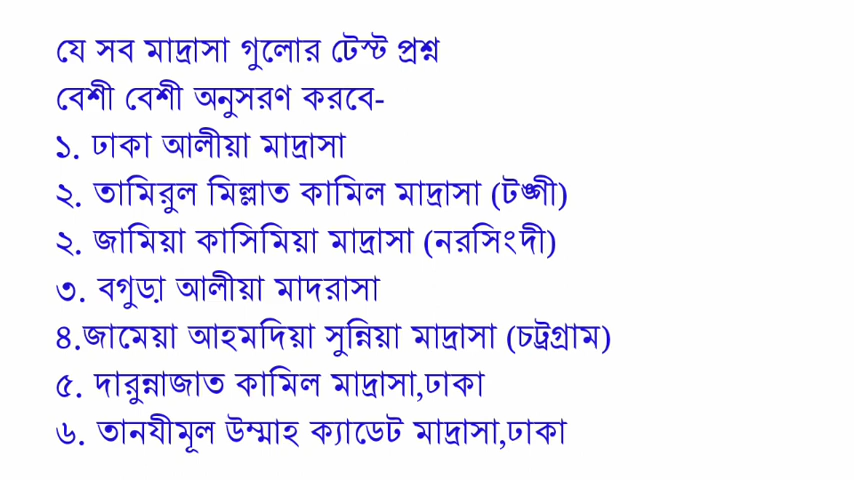 যে সব মাদ্রাসা গুলোর টেস্ট প্রশ্ন
বেশী বেশী অনুসরণ করবে-
১. ঢাকা আলীয়া মাদ্রাসা
২. তামিরুল মিল্লাত কামিল মাদ্রাসা (টঙ্গী)
২. জামিয়া কাসিমিয়া মাদ্রাসা (নরসিংদী)
৩. বগুড়া আলীয়া মাদরাসা
৪.জামেয়া আহমদিয়া সুন্নিয়া মাদ্রাসা (চট্রগ্রাম)
৫. দারুন্নাজাত কামিল মাদ্রাসা,ঢাকা
৬. তানযীমূল উম্মাহ ক্যাডেট মাদ্রাসা,ঢাকা